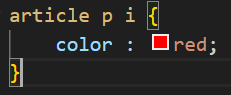 article p i {
    color : red;
}